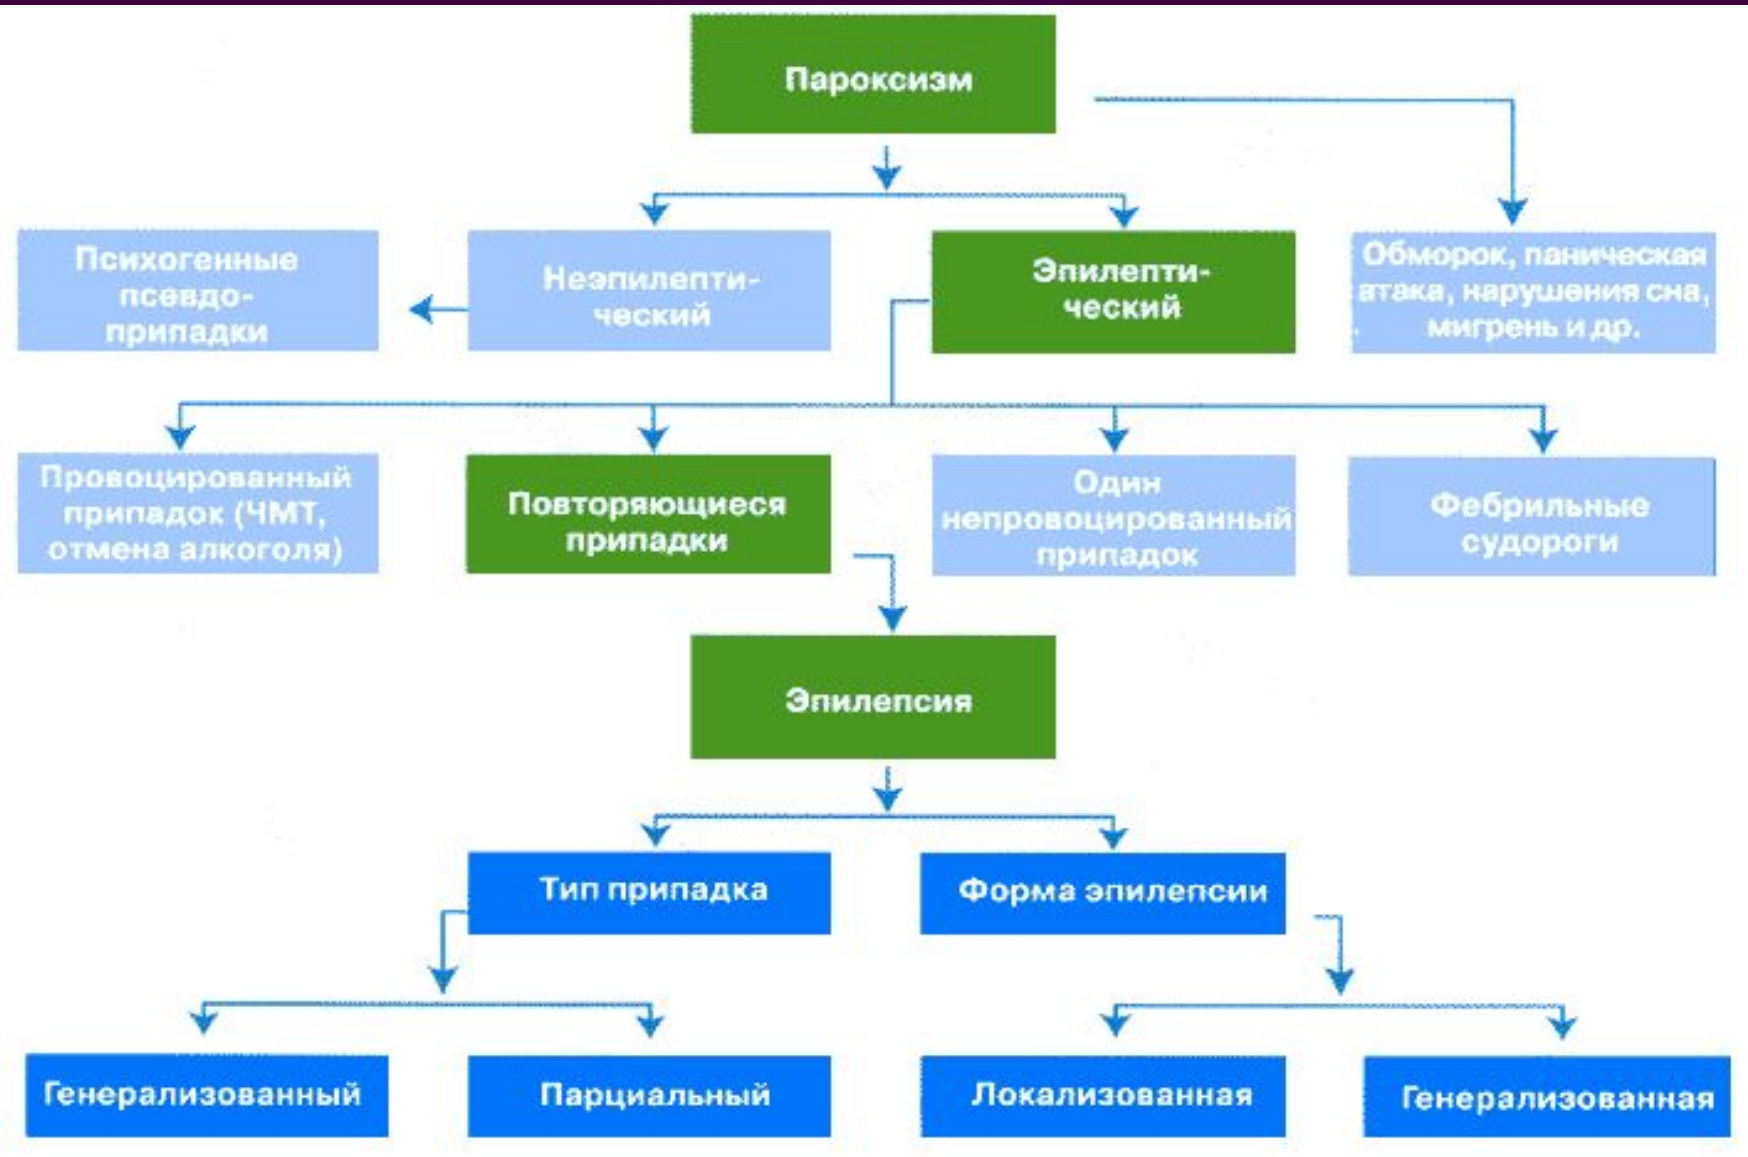 Пароксизм
Психогенные
псевдо-
припадки
Неэпилепти-
ческий
Эпилепти-
ческий
Обморок, паническая
атака, нарушения сна,
мигрень и др.
Провоцированный
припадок (ЧМТ,
отмена алкоголя)
Повторяющиеся
припадки
Один
непровоцированный
припадок
Фебрильные
судороги
Эпилепсия
Тип припадка
Форма эпилепсии
Генерализованный
Парциальный
Локализованная
Генерализованная